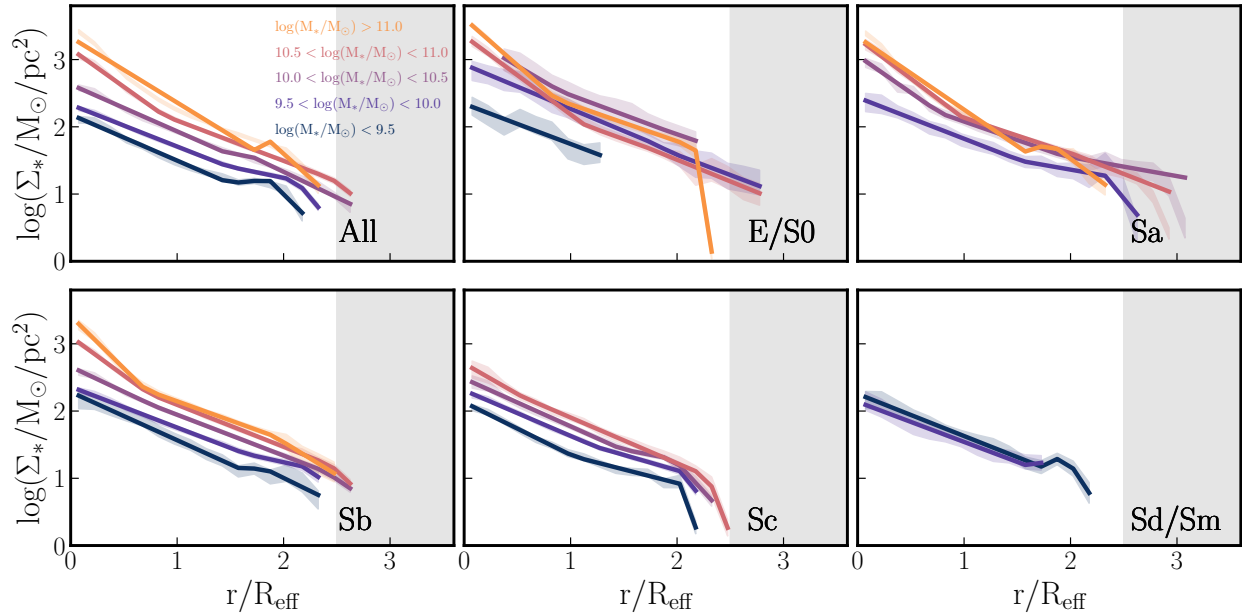 log(Σ∗/M⊙/pc²)
3
2
1
0
log(M∗/M⊙) > 11.0
10.5 < log(M∗/M⊙) < 11.0
10.0 < log(M∗/M⊙) < 10.5
9.5 < log(M∗/M⊙) < 10.0
log(M∗/M⊙) < 9.5
All
E/S0
Sa
log(Σ∗/M⊙/pc²)
3
2
1
0
Sb
Sc
Sd/Sm
0 1 2 3 0 1 2 3 0 1 2 3
r/Reff r/Reff r/Reff